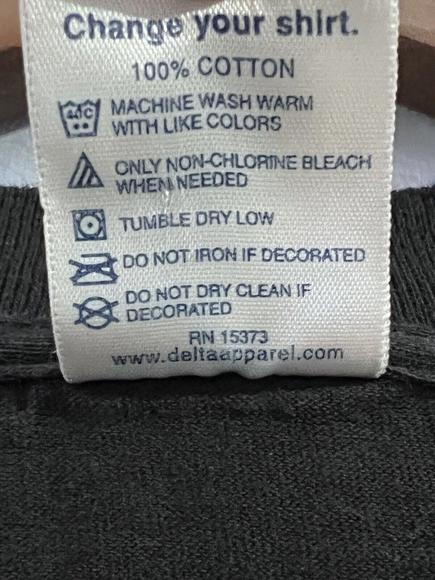 Change your shirt.
100% COTTON
40C
MACHINE WASH WARM
WITH LIKE COLORS
ONLY NON-CHLORINE BLEACH
WHEN NEEDED
TUMBLE DRY LOW
DO NOT IRON IF DECORATED
DO NOT DRY CLEAN IF
DECORATED
RN 15373
www.deltaapparel.com